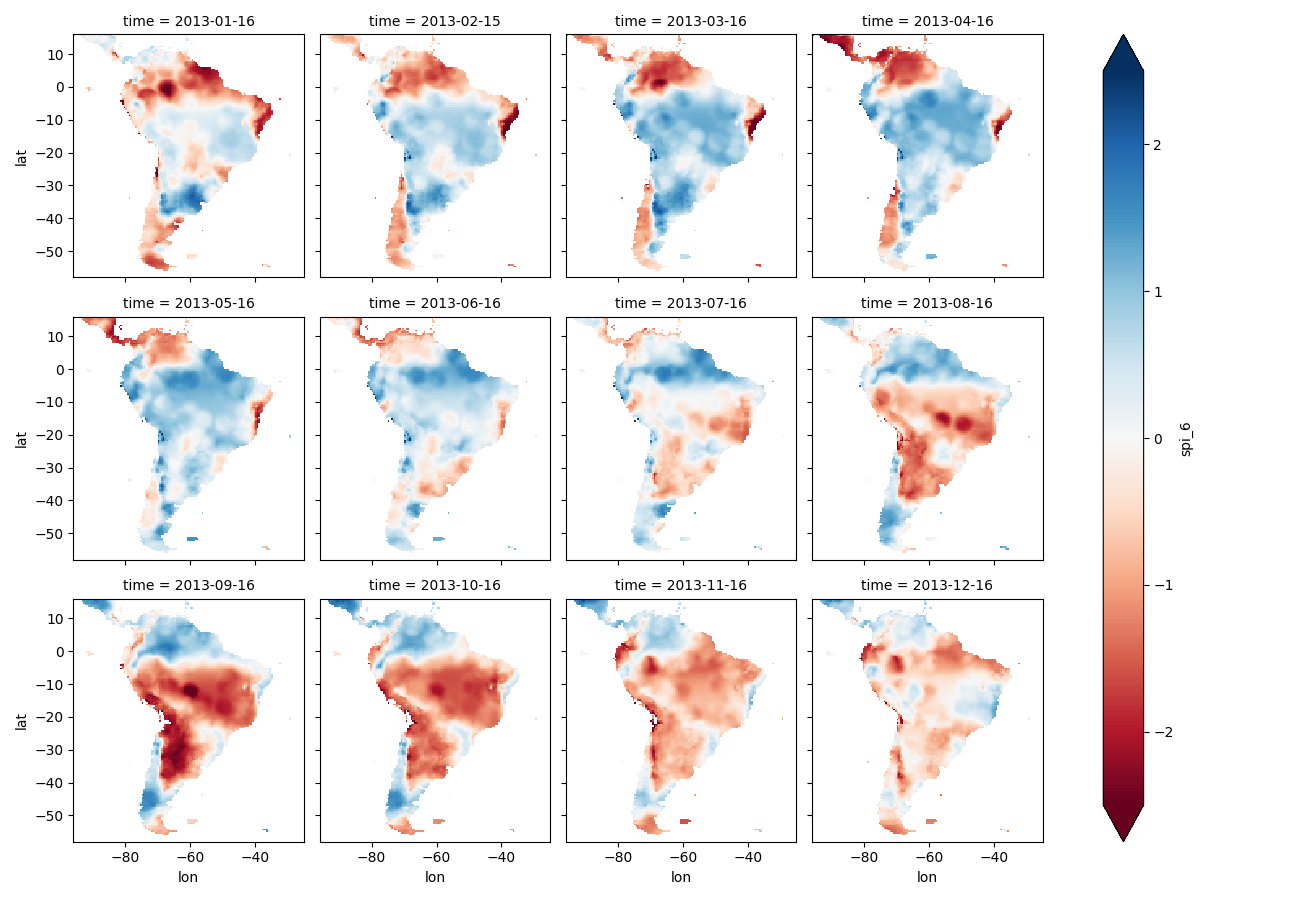 time = 2013-01-16
time = 2013-02-15
time = 2013-03-16
time = 2013-04-16
10
0
−10
−20
−30
−40
−50
lat
time = 2013-05-16
time = 2013-06-16
time = 2013-07-16
time = 2013-08-16
10
0
−10
−20
−30
−40
−50
lat
time = 2013-09-16
time = 2013-10-16
time = 2013-11-16
time = 2013-12-16
10
0
−10
−20
−30
−40
−50
lat
−80 −60 −40
lon
−80 −60 −40
lon
−80 −60 −40
lon
−80 −60 −40
lon
2
1
0
−1
−2
spi_6